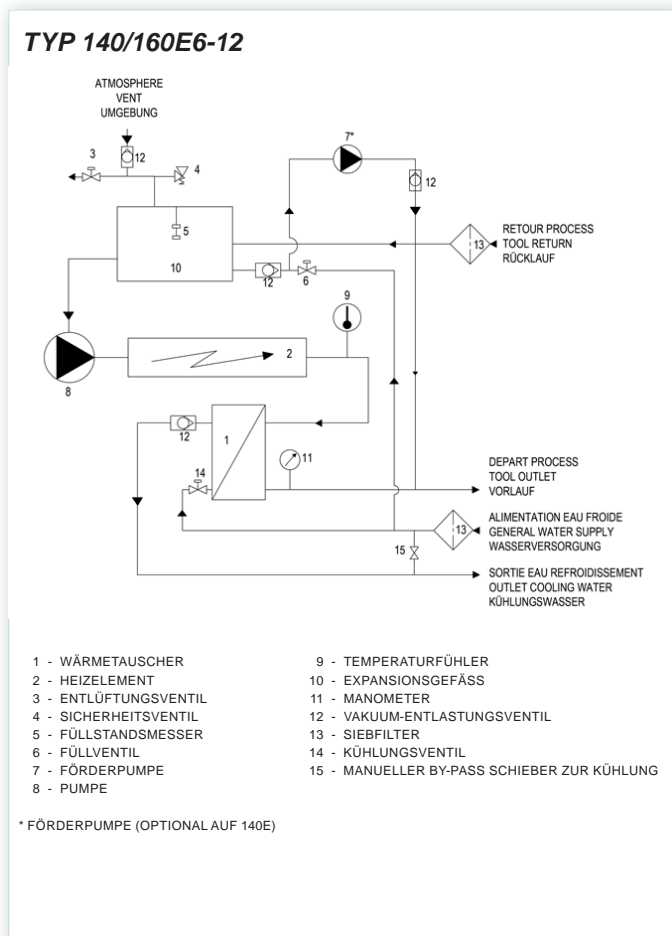 TYP 140/160E6-12
ATMOSPHERE
VENT
UMGEBUNG
3
12
4
7*
12
5
10
12
6
13
RETOUR PROCESS
TOOL RETURN
RÜCKLAUF
9
2
8
12
1
11
14
DEPART PROCESS
TOOL OUTLET
VORLAUF
13
ALIMENTATION EAU FROIDE
GENERAL WATER SUPPLY
WASSERVERSORGUNG
15
SORTIE EAU REFROIDISSEMENT
OUTLET COOLING WATER
KÜHLUNGSWASSER
1 - WÄRMETAUSCHER
2 - HEIZELEMENT
3 - ENTLÜFTUNGSVENTIL
4 - SICHERHEITSVENTIL
5 - FÜLLSTANDSMESSER
6 - FÜLLVENTIL
7 - FÖRDERPUMPE
8 - PUMPE
9 - TEMPERATURFÜHLER
10 - EXPANSIONSGEFÄSS
11 - MANOMETER
12 - VAKUUM-ENTLASTUNGSVENTIL
13 - SIEBFILTER
14 - KÜHLUNGSVENTIL
15 - MANUELLER BY-PASS SCHIEBER ZUR KÜHLUNG
* FÖRDERPUMPE (OPTIONAL AUF 140E)